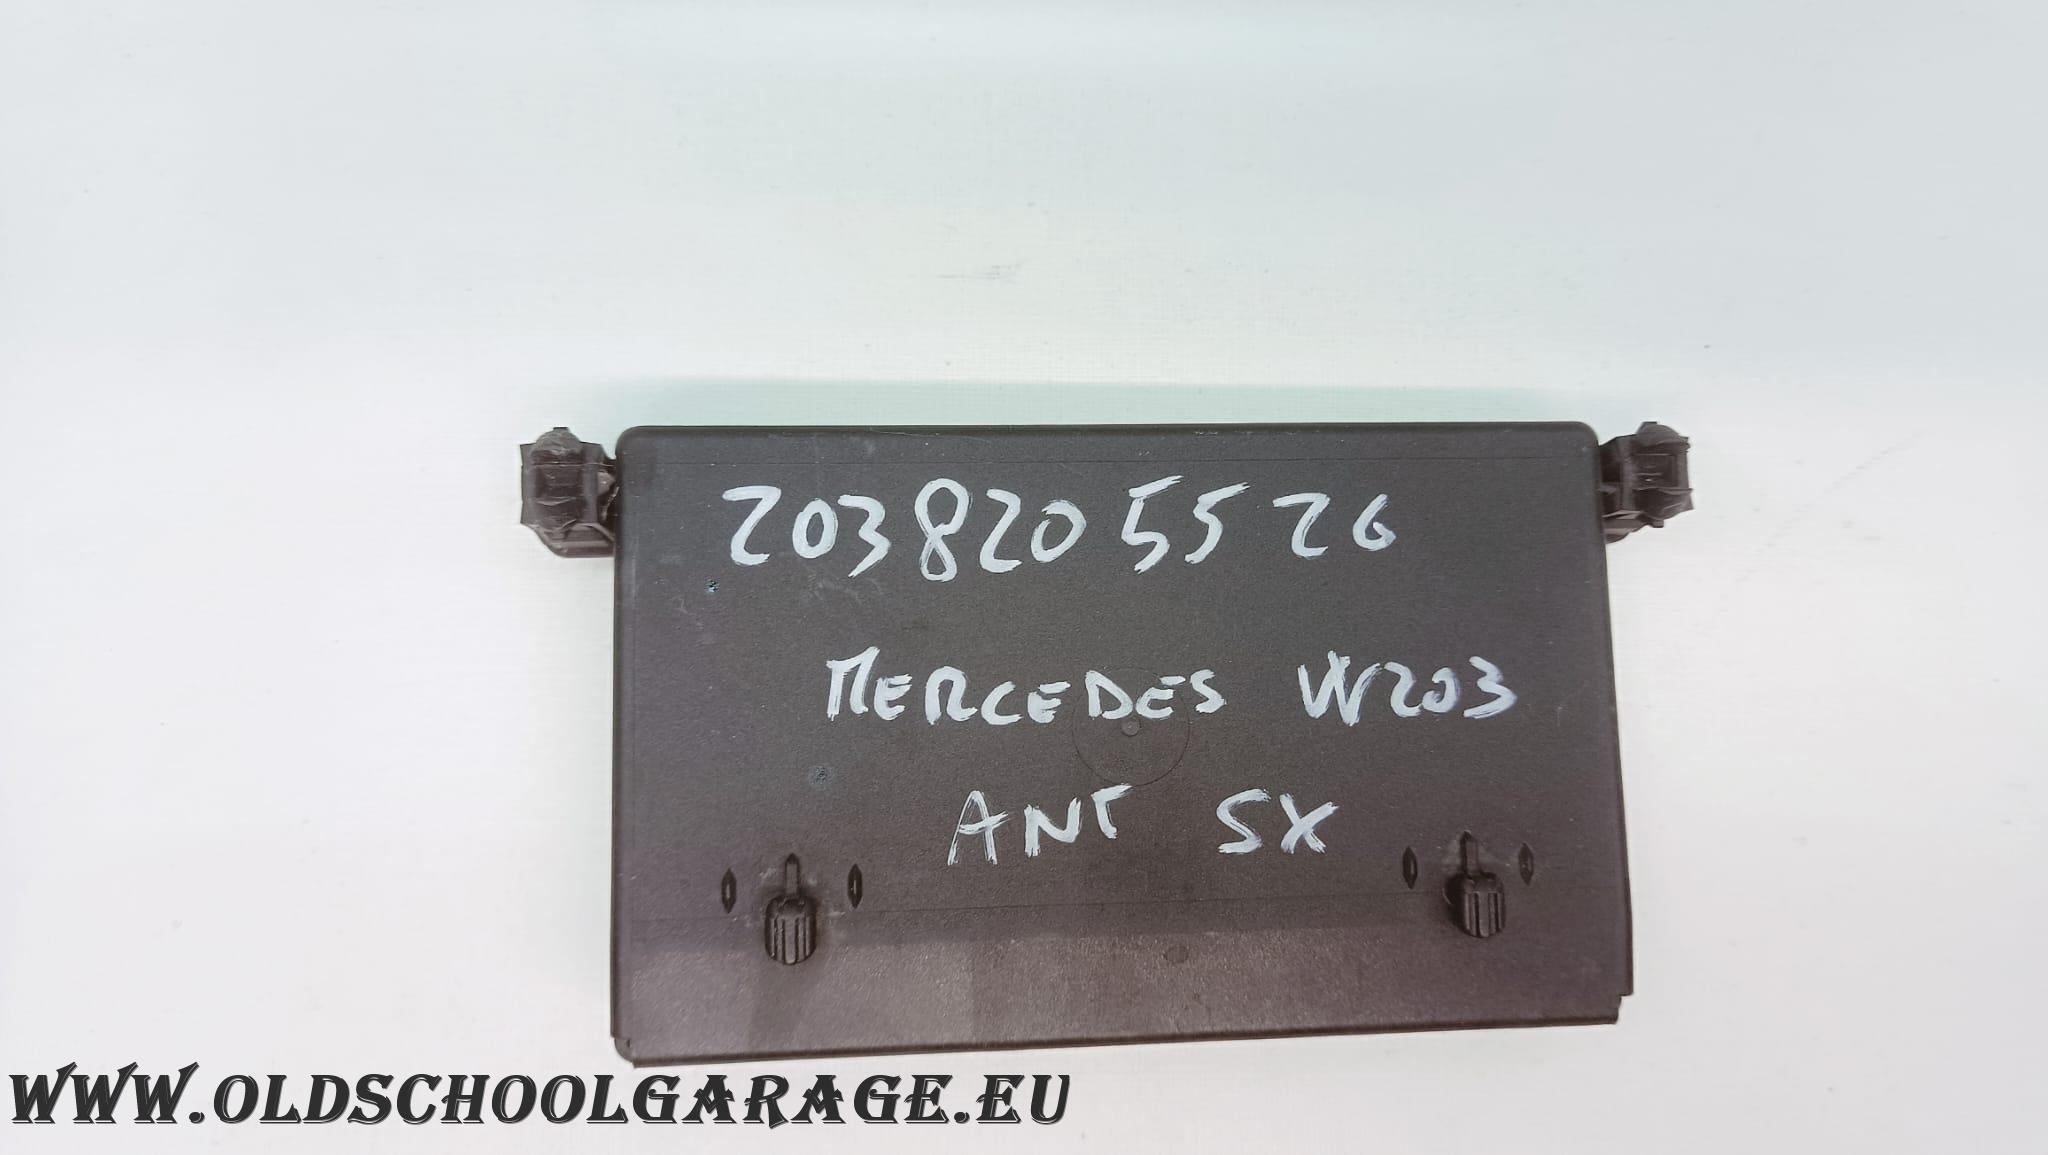 2038205526
MERCEDES W203
ANT SX
WWW.OLDSCHOOLGARAGE.EU